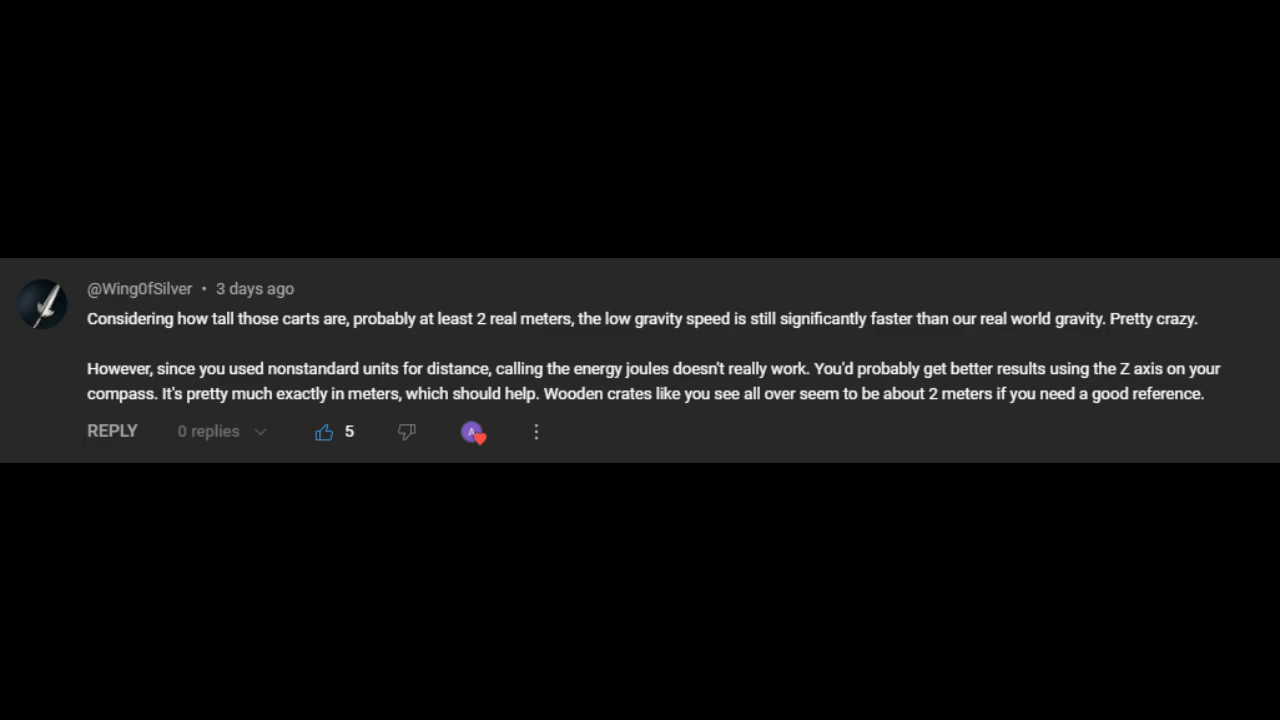 @Wing0fSilver • 3 days ago
Considering how tall those carts are, probably at least 2 real meters, the low gravity speed is still significantly faster than our real world gravity. Pretty crazy.
However, since you used nonstandard units for distance, calling the energy joules doesn't really work. You'd probably get better results using the Z axis on your
compass. It's pretty much exactly in meters, which should help. Wooden crates like you see all over seem to be about 2 meters if you need a good reference.
REPLY 0 replies 5 A